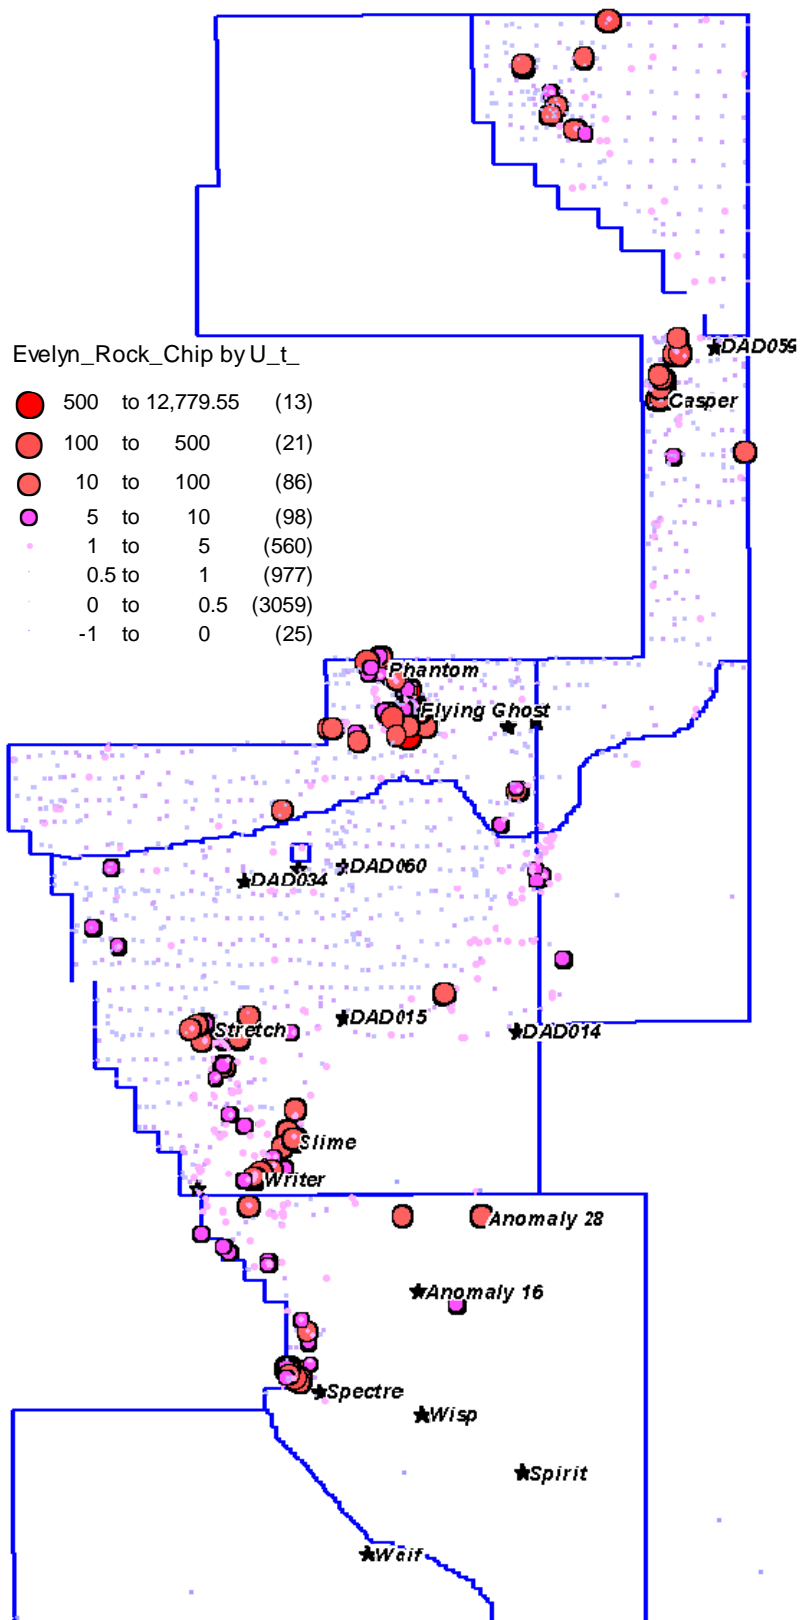 DAD059
Evelyn_Rock_Chip by U_t_
500 to 12,779.55 (13)
Casper
100 to 500 (21)
10 to 100 (86)
5 to 10 (98)
1 to 5 (560)
0.5 to 1 (977)
0 to 0.5 (3059)
-1 to 0 (25)
Phantom
Flying Ghost
DAD060
DAD034
DAD015
Stretch
DAD014
Slime
Writer
Anomaly 28
Anomaly 16
Spectre
Wisp
Spirit
Waif